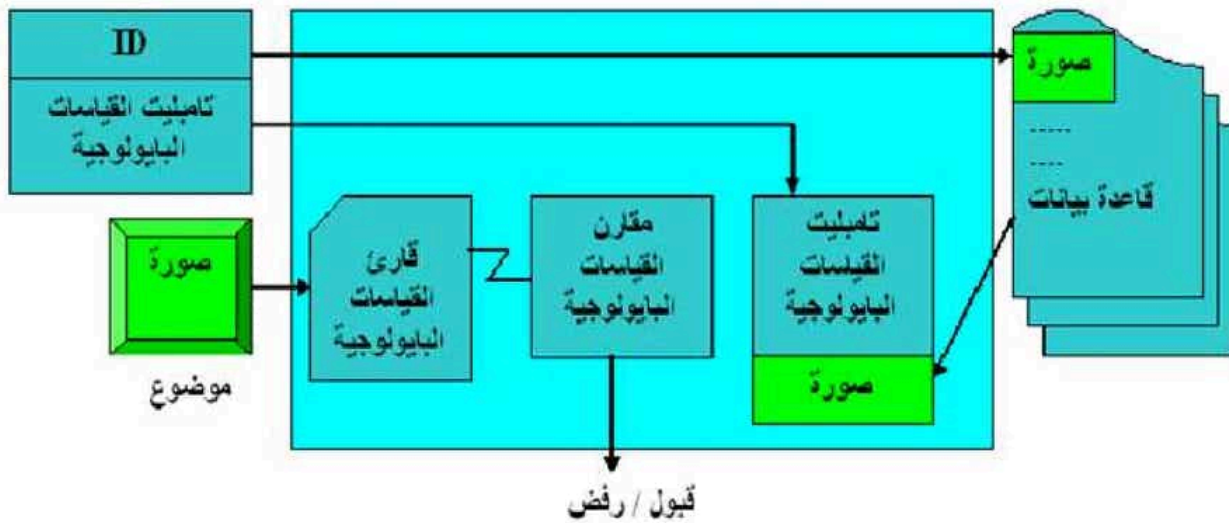 ID
تامبليت القياسات
البايولوجية
صورة
-----
----
قاعدة بيانات
صورة
موضوع
قارئ
القياسات
البايولوجية
مقارن
القياسات
البايولوجية
تامبليت
القياسات
البايولوجية
صورة
قبول / رفض